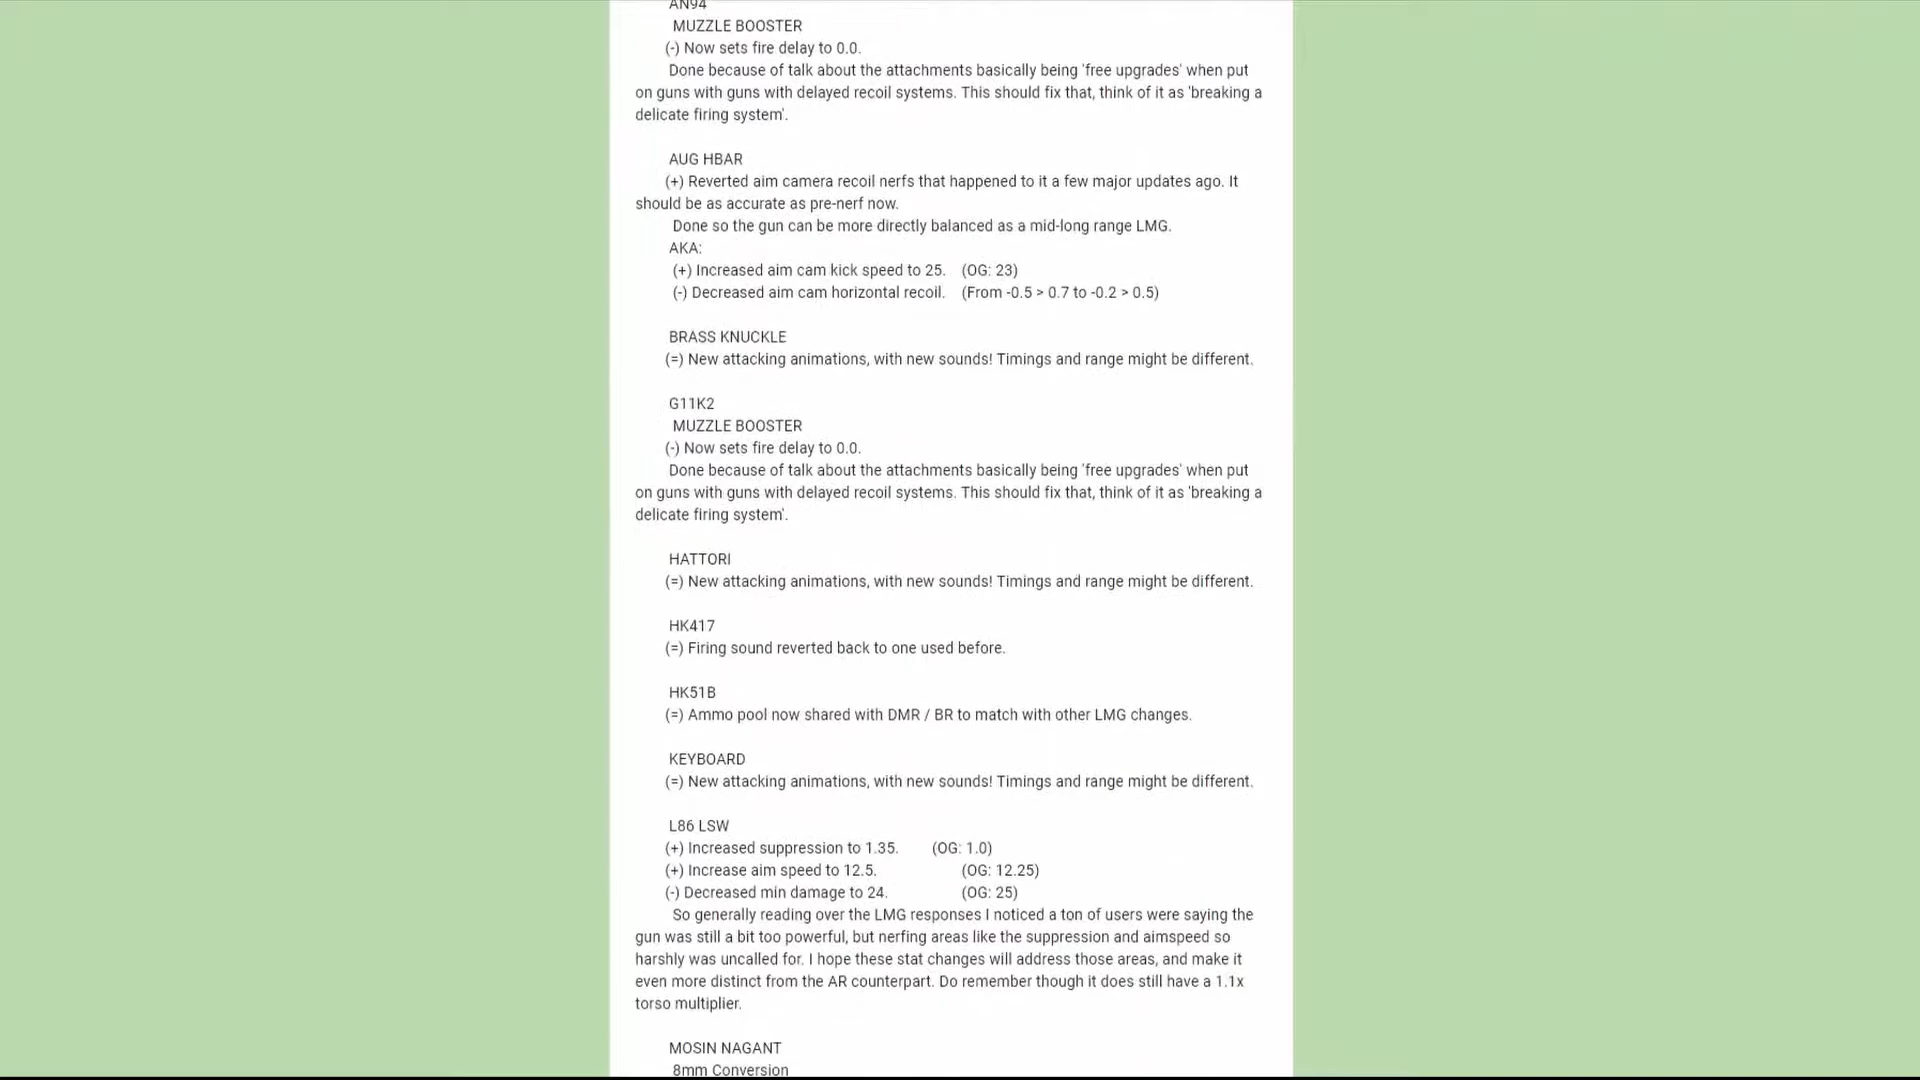 AN94
MUZZLE BOOSTER
(-) Now sets fire delay to 0.0.
Done because of talk about the attachments basically being 'free upgrades' when put
on guns with guns with delayed recoil systems. This should fix that, think of it as 'breaking a
delicate firing system'.
AUG HBAR
(+) Reverted aim camera recoil nerfs that happened to it a few major updates ago. It
should be as accurate as pre-nerf now.
Done so the gun can be more directly balanced as a mid-long range LMG.
AKA:
(+) Increased aim cam kick speed to 25. (OG: 23)
(-) Decreased aim cam horizontal recoil. (From -0.5 > 0.7 to -0.2 > 0.5)
BRASS KNUCKLE
(=) New attacking animations, with new sounds! Timings and range might be different.
G11K2
MUZZLE BOOSTER
(-) Now sets fire delay to 0.0.
Done because of talk about the attachments basically being 'free upgrades' when put
on guns with guns with delayed recoil systems. This should fix that, think of it as 'breaking a
delicate firing system'.
HATTORI
(=) New attacking animations, with new sounds! Timings and range might be different.
HK417
(=) Firing sound reverted back to one used before.
HK51B
(=) Ammo pool now shared with DMR / BR to match with other LMG changes.
KEYBOARD
(=) New attacking animations, with new sounds! Timings and range might be different.
L86 LSW
(+) Increased suppression to 1.35. (OG: 1.0)
(+) Increase aim speed to 12.5. (OG: 12.25)
(-) Decreased min damage to 24. (OG: 25)
So generally reading over the LMG responses I noticed a ton of users were saying the
gun was still a bit too powerful, but nerfing areas like the suppression and aimspeed so
harshly was uncalled for. I hope these stat changes will address those areas, and make it
even more distinct from the AR counterpart. Do remember though it does still have a 1.1x
torso multiplier.
MOSIN NAGANT
8mm Conversion